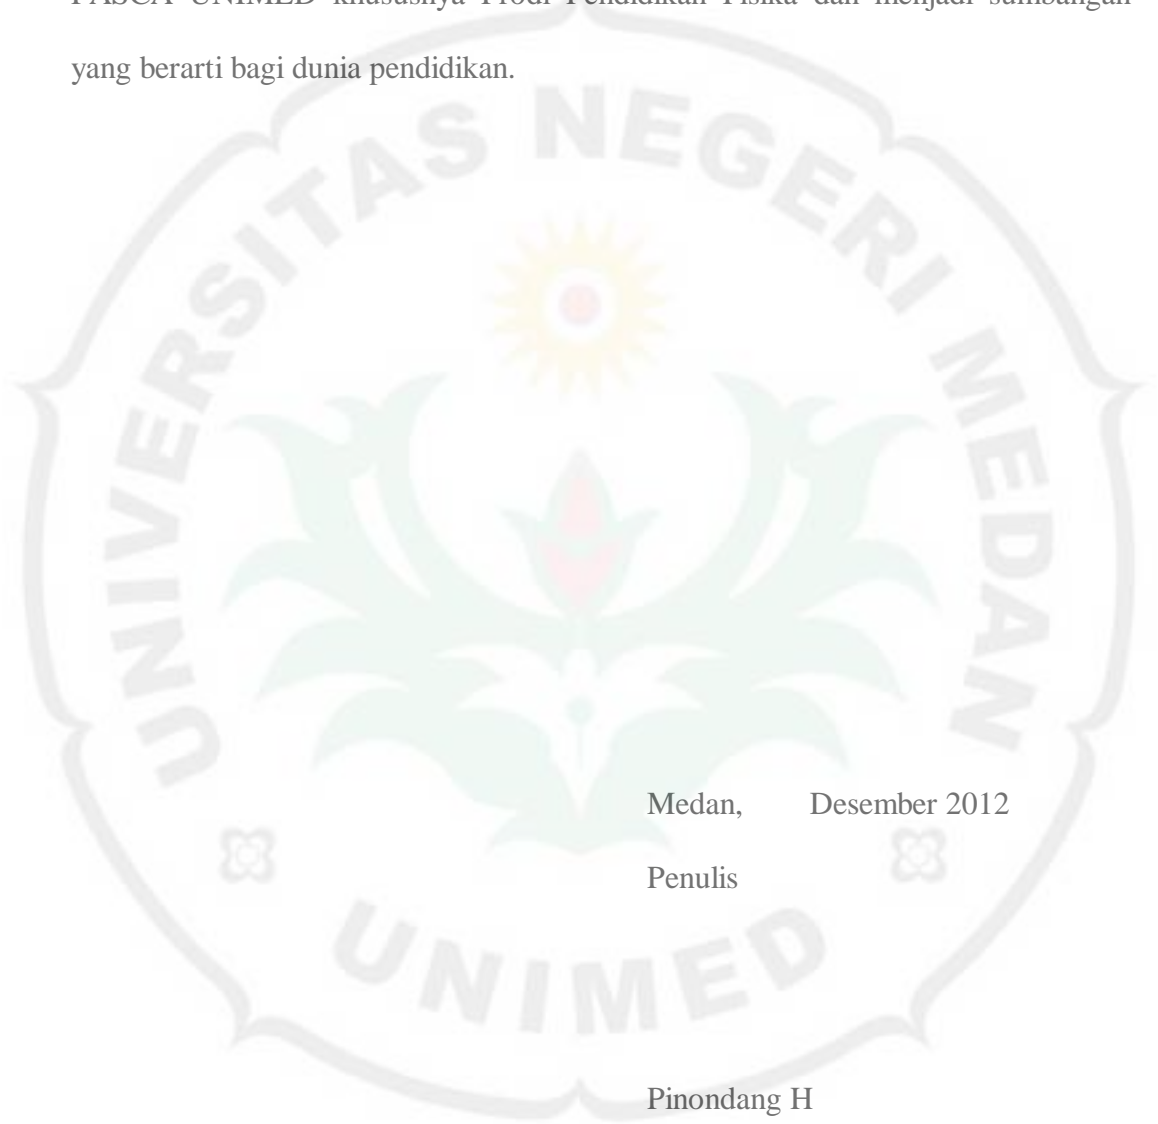 PASCA UNIMED khususnya Prodi Pendidikan Fisika dan menjadi sumbangan
yang berarti bagi dunia pendidikan.
UNIVERSITAS NEGERI MEDAN
Medan, Desember 2012
Penulis
UNIMED
Pinondang H